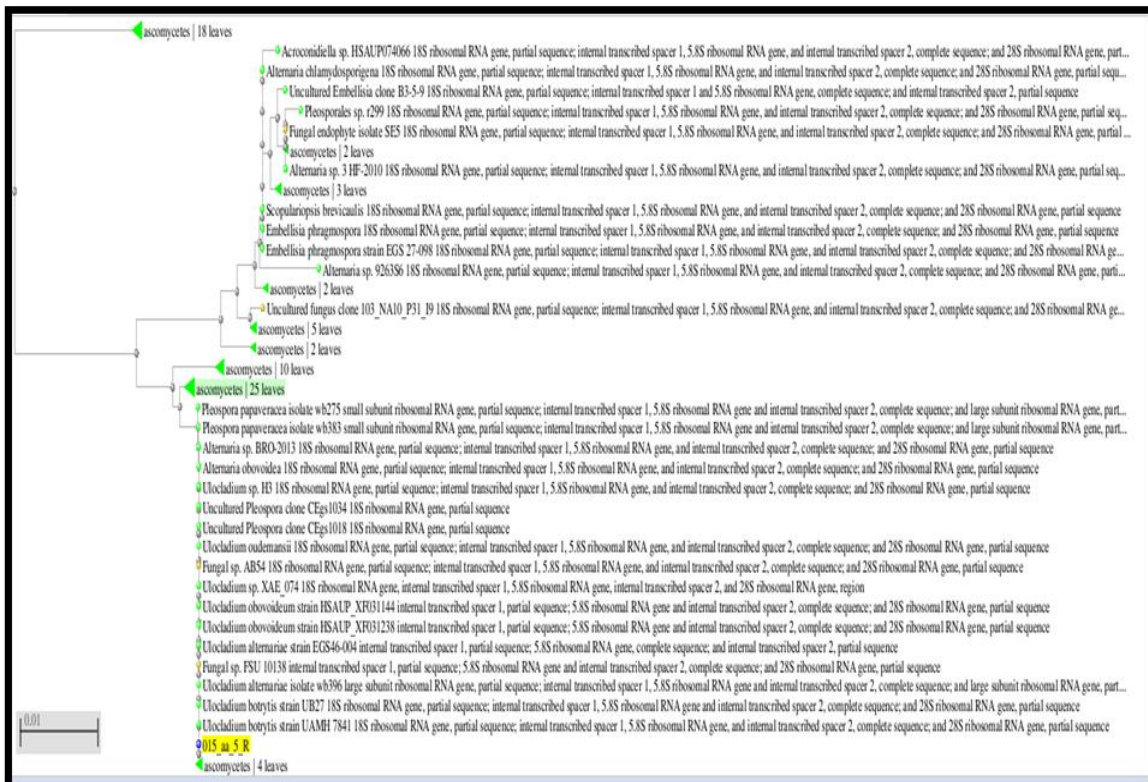 ascomycetes | 18 leaves
Acroconidiella sp. HSAUP074066 18S ribosomal RNA gene, partial sequence; internal transcribed spacer 1, 5.8S ribosomal RNA gene, and internal transcribed spacer 2, complete sequence; and 28S ribosomal RNA gene, part...
Alternaria chlamydosporigena 18S ribosomal RNA gene, partial sequence; internal transcribed spacer 1, 5.8S ribosomal RNA gene, and internal transcribed spacer 2, complete sequence; and 28S ribosomal RNA gene, partial sequ...
Uncultured Embellisia clone B3-5-9 18S ribosomal RNA gene, partial sequence; internal transcribed spacer 1 and 5.8S ribosomal RNA gene, complete sequence; and internal transcribed spacer 2, partial sequence
Pleosporales sp. r299 18S ribosomal RNA gene, partial sequence; internal transcribed spacer 1, 5.8S ribosomal RNA gene, and internal transcribed spacer 2, complete sequence; and 28S ribosomal RNA gene, partial seq...
Fungal endophyte isolate SE5 18S ribosomal RNA gene, partial sequence; internal transcribed spacer 1, 5.8S ribosomal RNA gene, and internal transcribed spacer 2, complete sequence; and 28S ribosomal RNA gene, partial ...
ascomycetes | 2 leaves
Alternaria sp. 3 HF-2010 18S ribosomal RNA gene, partial sequence; internal transcribed spacer 1, 5.8S ribosomal RNA gene, and internal transcribed spacer 2, complete sequence; and 28S ribosomal RNA gene, partial seq...
ascomycetes | 3 leaves
Scopulariopsis brevicaulis 18S ribosomal RNA gene, partial sequence; internal transcribed spacer 1, 5.8S ribosomal RNA gene, and internal transcribed spacer 2, complete sequence; and 28S ribosomal RNA gene, partial sequence
Embellisia phragmospora 18S ribosomal RNA gene, partial sequence; internal transcribed spacer 1, 5.8S ribosomal RNA gene, and internal transcribed spacer 2, complete sequence; and 28S ribosomal RNA gene, partial sequence
Embellisia phragmospora strain EGS 27-098 18S ribosomal RNA gene, partial sequence; internal transcribed spacer 1, 5.8S ribosomal RNA gene, and internal transcribed spacer 2, complete sequence; and 28S ribosomal RNA ge...
Alternaria sp. 926386 18S ribosomal RNA gene, partial sequence; internal transcribed spacer 1, 5.8S ribosomal RNA gene, and internal transcribed spacer 2, complete sequence; and 28S ribosomal RNA gene, parti...
ascomycetes | 2 leaves
Uncultured fungus clone 103_NA10_P31_I9 18S ribosomal RNA gene, partial sequence; internal transcribed spacer 1, 5.8S ribosomal RNA gene, and internal transcribed spacer 2, complete sequence; and 28S ribosomal RNA ge...
ascomycetes | 5 leaves
ascomycetes | 2 leaves
ascomycetes | 10 leaves
ascomycetes | 25 leaves
Pleospora papaveracea isolate wb275 small subunit ribosomal RNA gene, partial sequence; internal transcribed spacer 1, 5.8S ribosomal RNA gene and internal transcribed spacer 2, complete sequence; and large subunit ribosomal RNA gene, part...
Pleospora papaveracea isolate wb383 small subunit ribosomal RNA gene, partial sequence; internal transcribed spacer 1, 5.8S ribosomal RNA gene and internal transcribed spacer 2, complete sequence; and large subunit ribosomal RNA gene, part...
Alternaria sp. BRO-2013 18S ribosomal RNA gene, partial sequence; internal transcribed spacer 1, 5.8S ribosomal RNA gene, and internal transcribed spacer 2, complete sequence; and 28S ribosomal RNA gene, partial sequence
Alternaria obovoidea 18S ribosomal RNA gene, partial sequence; internal transcribed spacer 1, 5.8S ribosomal RNA gene, and internal transcribed spacer 2, complete sequence; and 28S ribosomal RNA gene, partial sequence
Ulocladium sp. H3 18S ribosomal RNA gene, partial sequence; internal transcribed spacer 1, 5.8S ribosomal RNA gene, and internal transcribed spacer 2, complete sequence; and 28S ribosomal RNA gene, partial sequence
Uncultured Pleospora clone CEgs1034 18S ribosomal RNA gene, partial sequence
Uncultured Pleospora clone CEgs1018 18S ribosomal RNA gene, partial sequence
Ulocladium oudemansii 18S ribosomal RNA gene, partial sequence; internal transcribed spacer 1, 5.8S ribosomal RNA gene, and internal transcribed spacer 2, complete sequence; and 28S ribosomal RNA gene, partial sequence
Fungal sp. AB54 18S ribosomal RNA gene, partial sequence; internal transcribed spacer 1, 5.8S ribosomal RNA gene, and internal transcribed spacer 2, complete sequence; and 28S ribosomal RNA gene, partial sequence
Ulocladium sp. XAE_074 18S ribosomal RNA gene, internal transcribed spacer 1, 5.8S ribosomal RNA gene, internal transcribed spacer 2, and 28S ribosomal RNA gene, region
Ulocladium obovoideum strain HSAUP_XF031144 internal transcribed spacer 1, partial sequence; 5.8S ribosomal RNA gene and internal transcribed spacer 2, complete sequence; and 28S ribosomal RNA gene, partial sequence
Ulocladium obovoideum strain HSAUP_XF031238 internal transcribed spacer 1, partial sequence; 5.8S ribosomal RNA gene and internal transcribed spacer 2, complete sequence; and 28S ribosomal RNA gene, partial sequence
Ulocladium alternariae strain EGS46-004 internal transcribed spacer 1, partial sequence; 5.8S ribosomal RNA gene, complete sequence; and internal transcribed spacer 2, partial sequence
Fungal sp. FSU 10138 internal transcribed spacer 1, partial sequence; 5.8S ribosomal RNA gene and internal transcribed spacer 2, complete sequence; and 28S ribosomal RNA gene, partial sequence
Ulocladium alternariae isolate wb396 large subunit ribosomal RNA gene, partial sequence; internal transcribed spacer 1, 5.8S ribosomal RNA gene and internal transcribed spacer 2, complete sequence; and large subunit ribosomal RNA gene, part...
Ulocladium botrytis strain UB27 18S ribosomal RNA gene, partial sequence; internal transcribed spacer 1, 5.8S ribosomal RNA gene, and internal transcribed spacer 2, complete sequence; and 28S ribosomal RNA gene, partial sequence
Ulocladium botrytis strain UAMH 7841 18S ribosomal RNA gene, partial sequence; internal transcribed spacer 1, 5.8S ribosomal RNA gene, and internal transcribed spacer 2, complete sequence; and 28S ribosomal RNA gene, partial sequence
0.01
015_aa_5_R
ascomycetes | 4 leaves